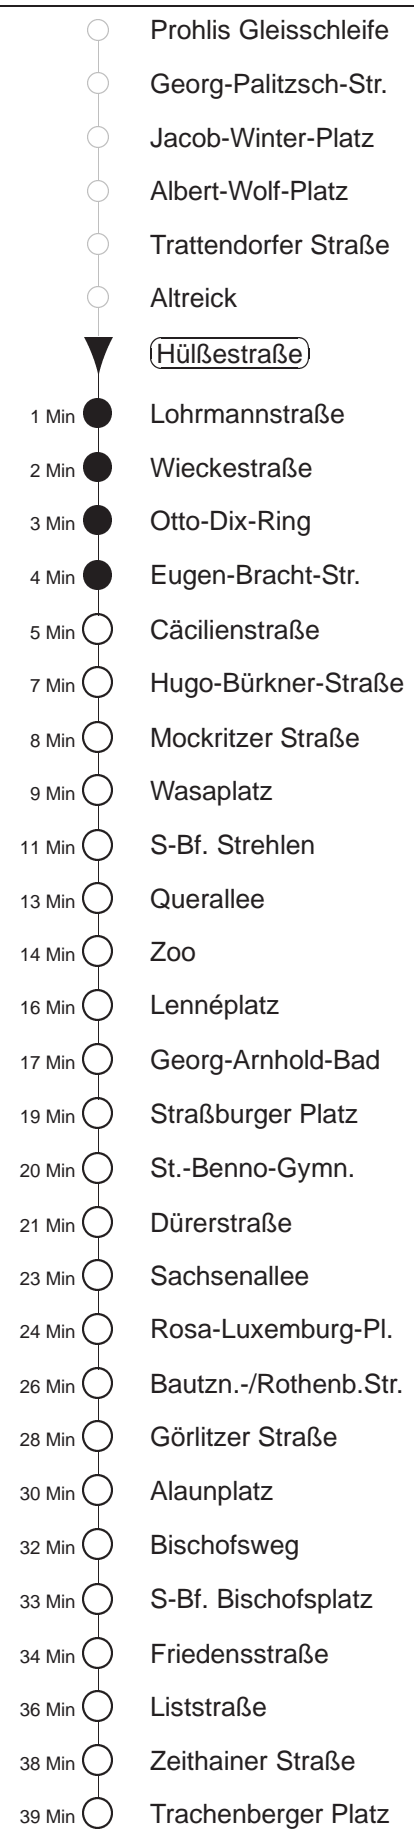 Prohlis Gleisschleife
Georg-Palitzsch-Str.
Jacob-Winter-Platz
Albert-Wolf-Platz
Trattendorfer Straße
Altreick
Hülßestraße
1 Min Lohrmannstraße
2 Min Wieckestraße
3 Min Otto-Dix-Ring
4 Min Eugen-Bracht-Str.
5 Min Cäcilienstraße
7 Min Hugo-Bürkner-Straße
8 Min Mockritzer Straße
9 Min Wasaplatz
11 Min S-Bf. Strehlen
13 Min Querallee
14 Min Zoo
16 Min Lennéplatz
17 Min Georg-Arnhold-Bad
19 Min Straßburger Platz
20 Min St.-Benno-Gymn.
21 Min Dürerstraße
23 Min Sachsenallee
24 Min Rosa-Luxemburg-Pl.
26 Min Bautzn.-/Rothenb.Str.
28 Min Görlitzer Straße
30 Min Alaunplatz
32 Min Bischofsweg
33 Min S-Bf. Bischofsplatz
34 Min Friedensstraße
36 Min Liststraße
38 Min Zeithainer Straße
39 Min Trachenberger Platz